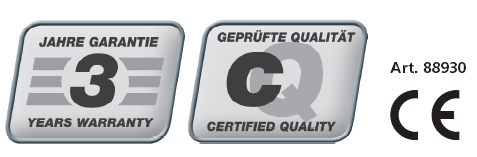 JAHRE GARANTIE
3
YEARS WARRANTY
GEPRÜFTE QUALITÄT
CQ
CERTIFIED QUALITY
Art. 88930
CE